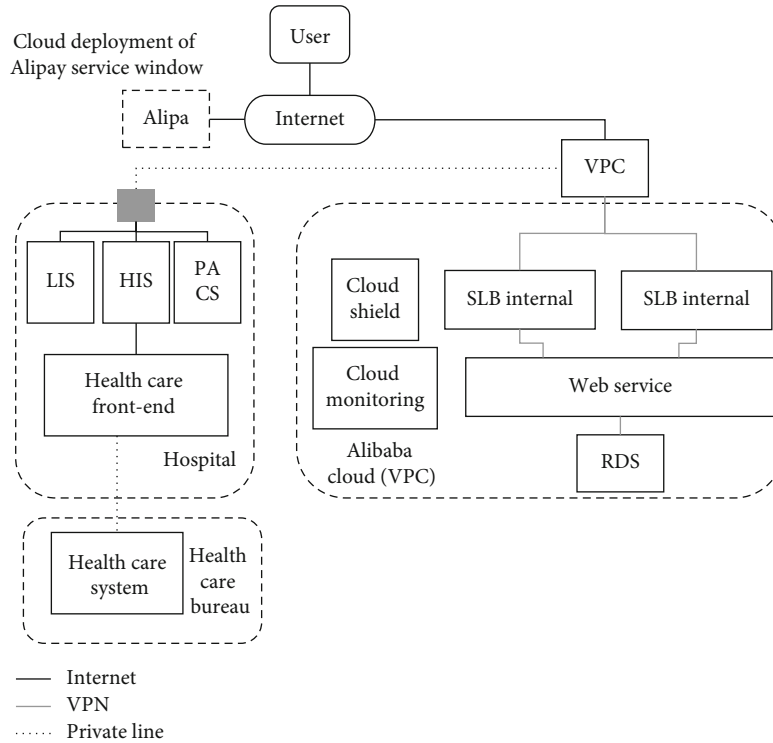 Cloud deployment of
Alipay service window
User
Alipa
Internet
VPC
LIS
HIS
PA
CS
Health care
front-end
Hospital
Cloud
shield
Cloud
monitoring
Alibaba
cloud (VPC)
SLB internal
SLB internal
Web service
RDS
Health care
system
Health
care
bureau
Internet
VPN
Private line